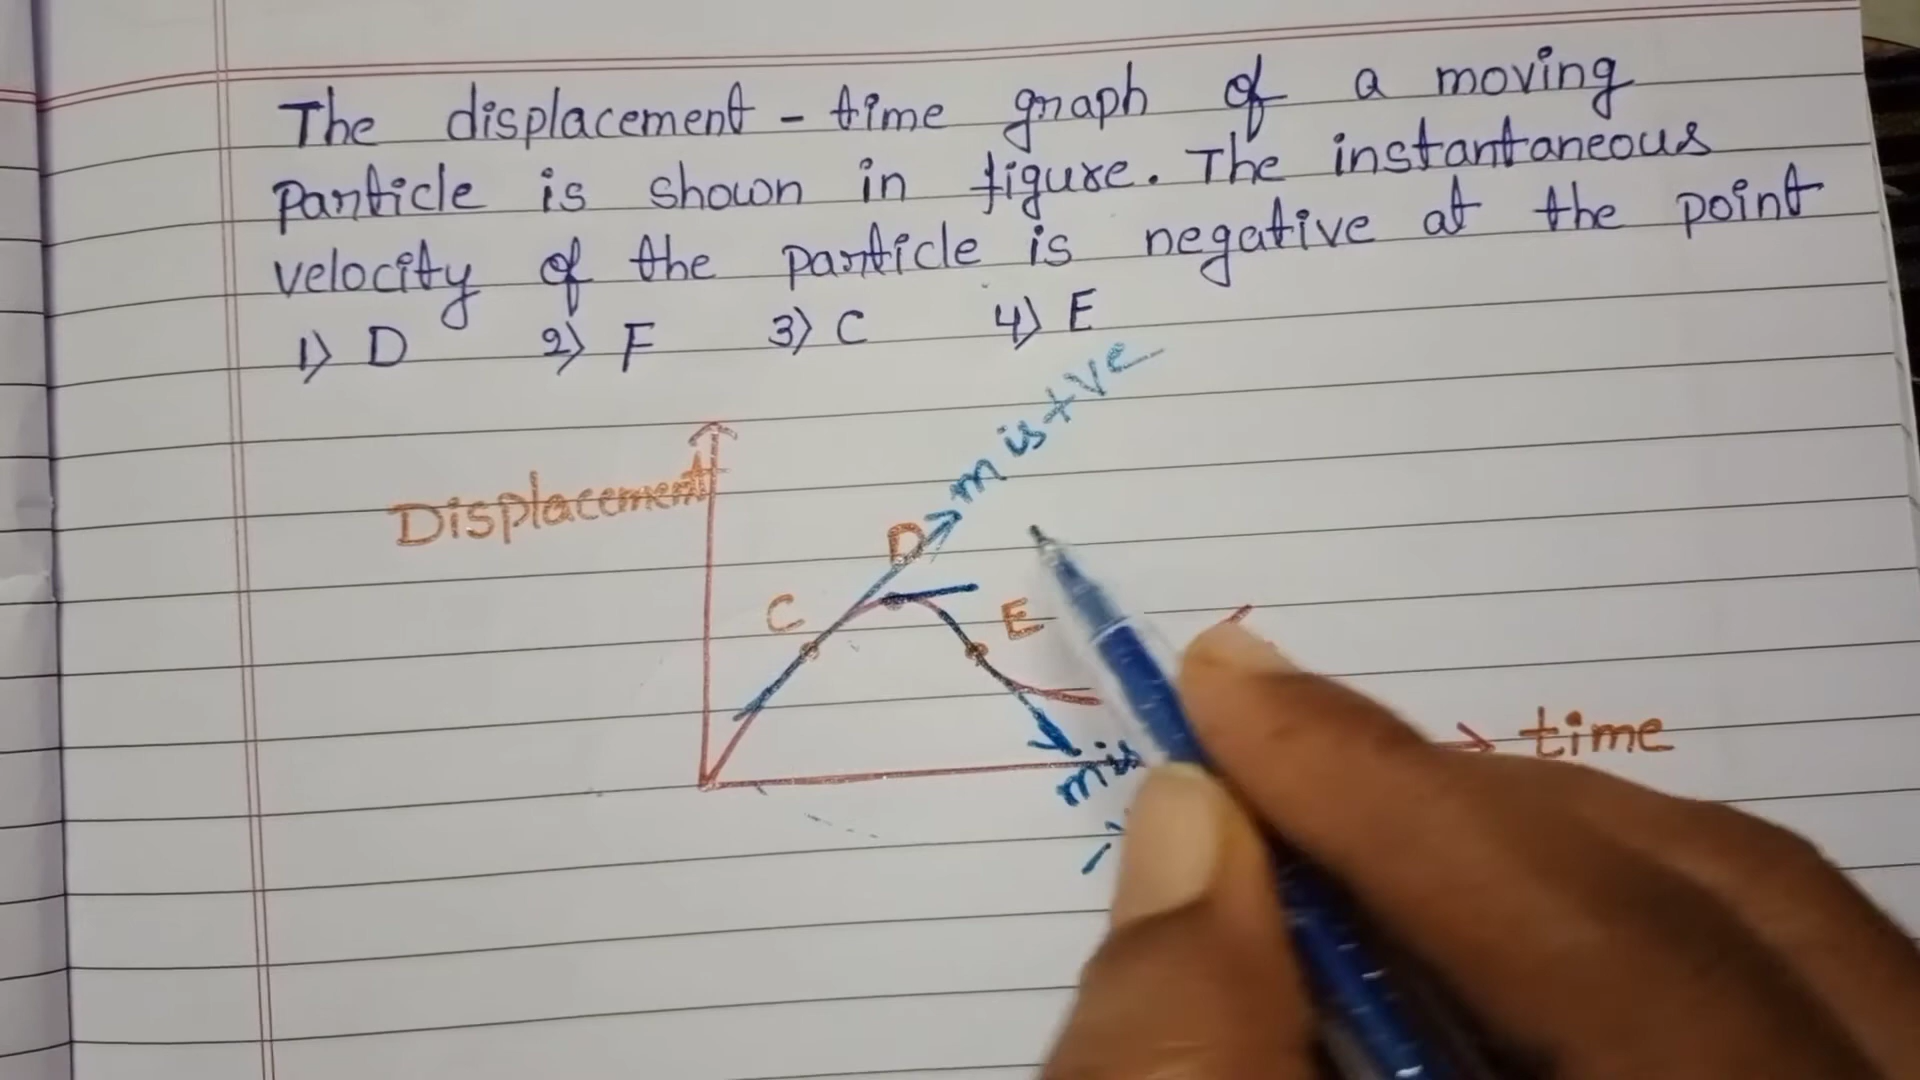 The displacement - time graph of a moving
particle is shown in figure. The instantaneous
velocity of the particle is negative at the point
1) D 2) F 3) C 4) E
m is +ve
Displacement
D
C
E
time
m is